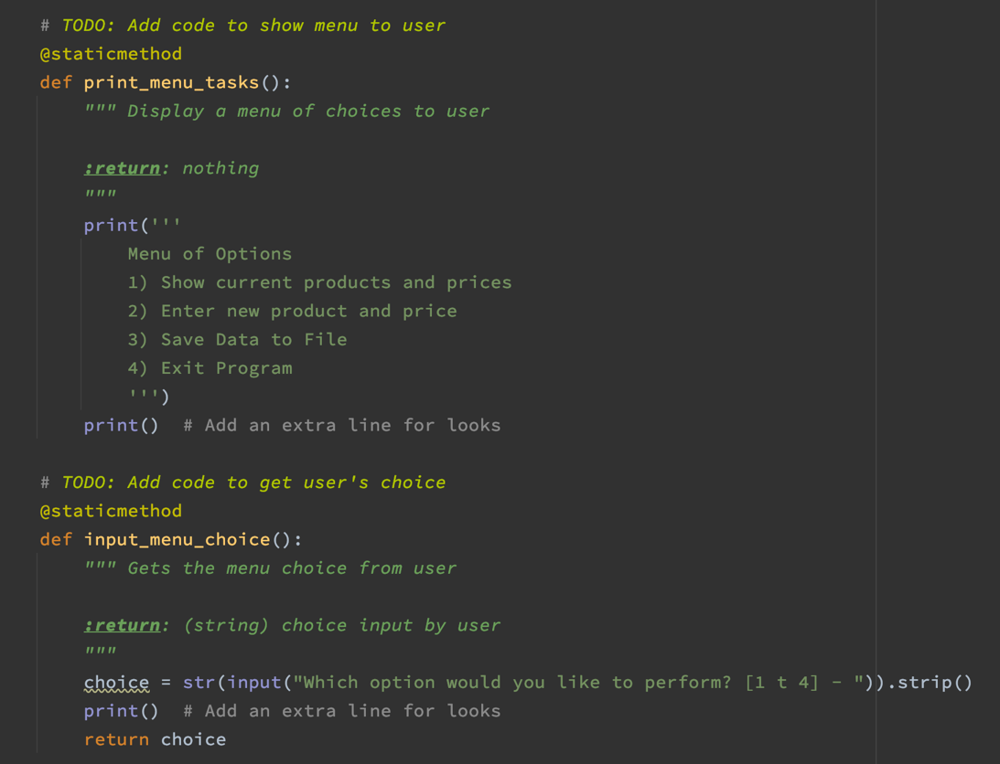 # TODO: Add code to show menu to user
@staticmethod
def print_menu_tasks():
""" Display a menu of choices to user
:return: nothing
"""
print('''
Menu of Options
1) Show current products and prices
2) Enter new product and price
3) Save Data to File
4) Exit Program
''')
print()  # Add an extra line for looks
# TODO: Add code to get user's choice
@staticmethod
def input_menu_choice():
""" Gets the menu choice from user
:return: (string) choice input by user
"""
choice = str(input("Which option would you like to perform? [1 t 4] - ")).strip()
print()  # Add an extra line for looks
return choice